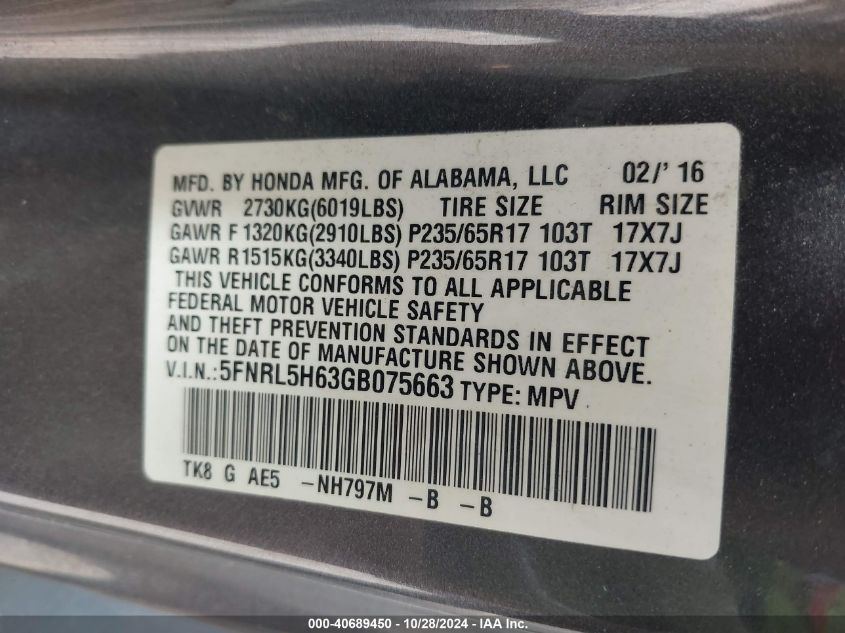 MFD. BY HONDA MFG. OF ALABAMA, LLC 02/' 16
GVWR 2730KG(6019LBS) TIRE SIZE RIM SIZE
GAWR F 1320KG(2910LBS) P235/65R17 103T 17X7J
GAWR R1515KG(3340LBS) P235/65R17 103T 17X7J
THIS VEHICLE CONFORMS TO ALL APPLICABLE
FEDERAL MOTOR VEHICLE SAFETY
AND THEFT PREVENTION STANDARDS IN EFFECT
ON THE DATE OF MANUFACTURE SHOWN ABOVE.
V.I.N.:5FNRL5H63GB075663 TYPE: MPV
TK8 G AE5 -NH797M -B -B
000-40689450 - 10/28/2024 - IAA, Inc.